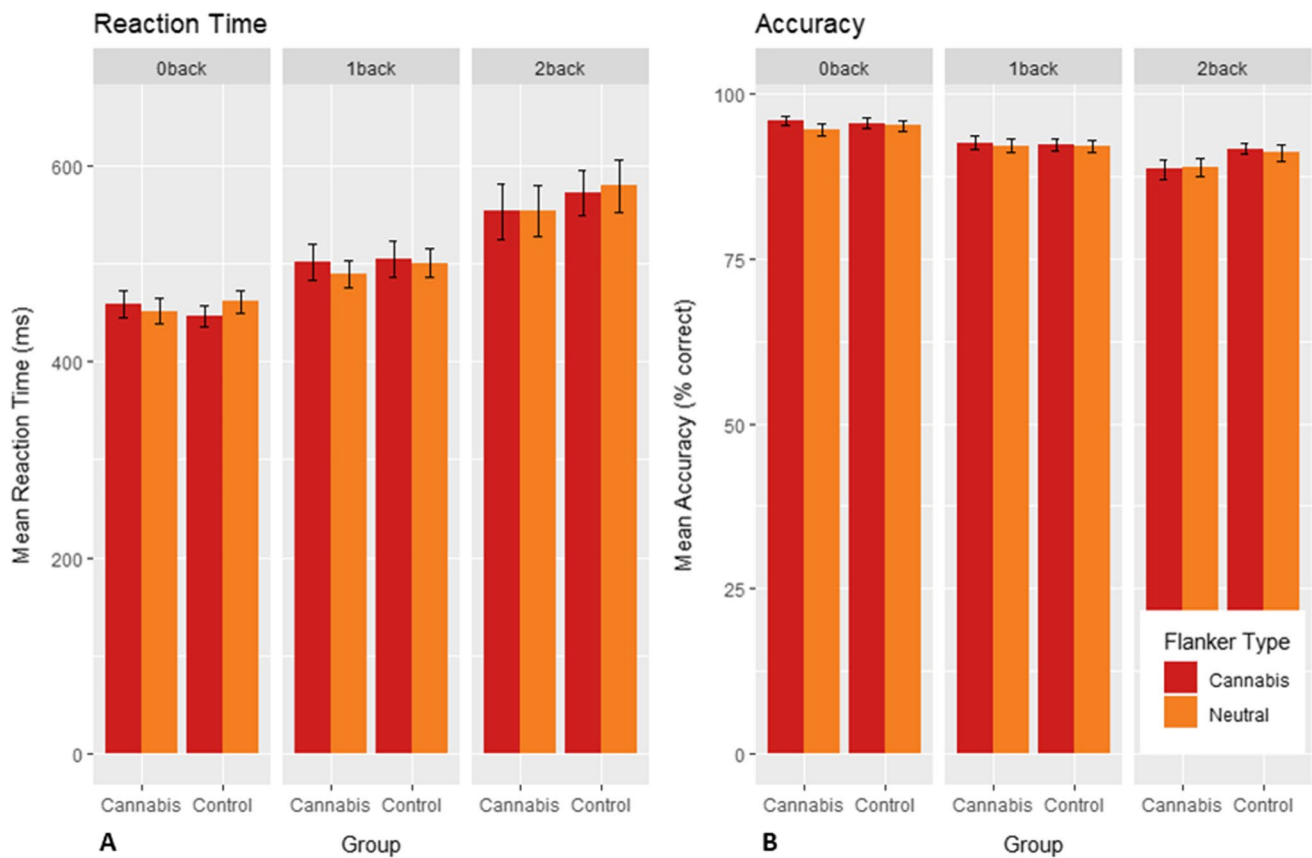 Reaction Time
0back 1back 2back
600
400
200
0
Mean Reaction Time (ms)
Cannabis Control Cannabis Control Cannabis Control
A
Group
Accuracy
0back 1back 2back
100
75
50
25
0
Mean Accuracy (% correct)
Flanker Type
Cannabis
Neutral
Cannabis Control Cannabis Control Cannabis Control
B
Group